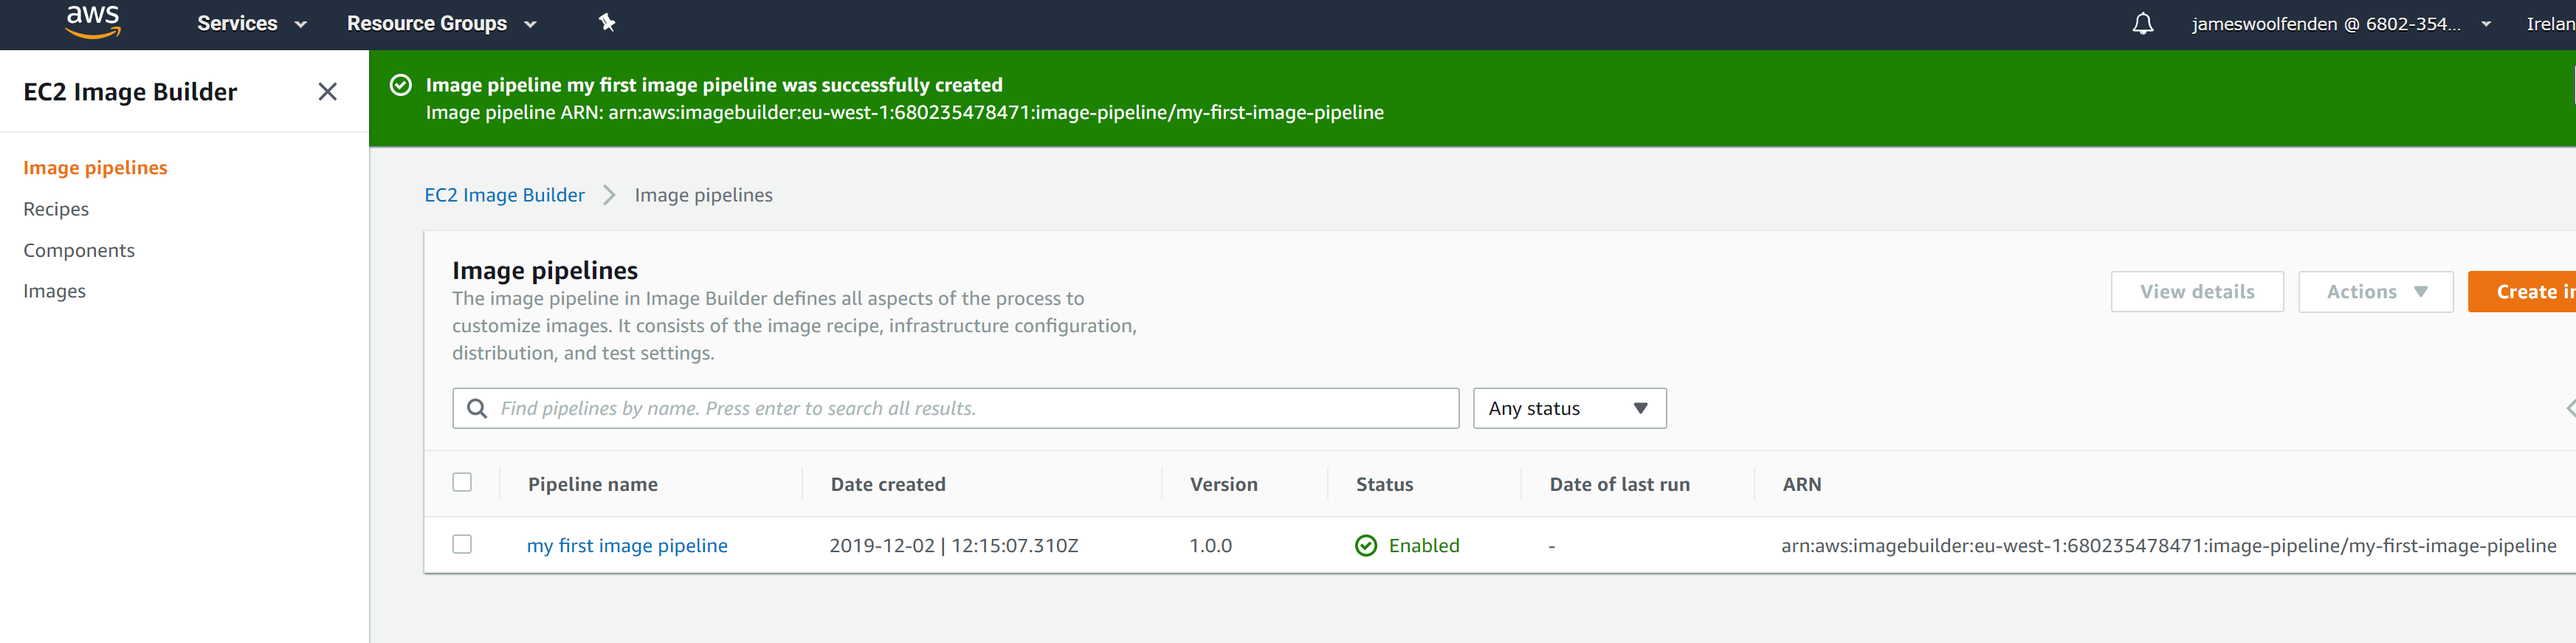 aws Services Resource Groups jameswoolfenden @ 6802-354...
EC2 Image Builder
Image pipelines
Recipes
Components
Images
Image pipeline my first image pipeline was successfully created
Image pipeline ARN: arn:aws:imagebuilder:eu-west-1:680235478471:image-pipeline/my-first-image-pipeline
EC2 Image Builder Image pipelines
Image pipelines
The image pipeline in Image Builder defines all aspects of the process to
customize images. It consists of the image recipe, infrastructure configuration,
distribution, and test settings.
View details Actions Create
Find pipelines by name. Press enter to search all results. Any status
Pipeline name Date created Version Status Date of last run ARN
my first image pipeline 2019-12-02 | 12:15:07.310Z 1.0.0 Enabled - arn:aws:imagebuilder:eu-west-1:680235478471:image-pipeline/my-first-image-pipeline